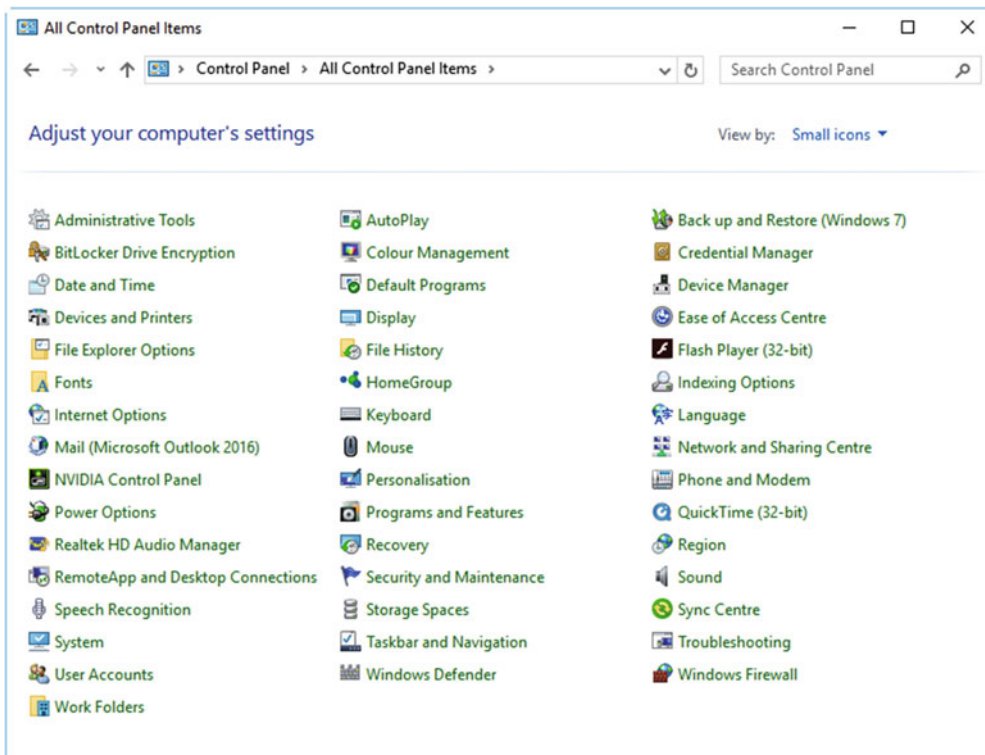 All Control Panel Items
Control Panel > All Control Panel Items >
Search Control Panel
Adjust your computer's settings
View by: Small icons
Administrative Tools
AutoPlay
Back up and Restore (Windows 7)
BitLocker Drive Encryption
Colour Management
Credential Manager
Date and Time
Default Programs
Device Manager
Devices and Printers
Display
Ease of Access Centre
File Explorer Options
File History
Flash Player (32-bit)
Fonts
HomeGroup
Indexing Options
Internet Options
Keyboard
Language
Mail (Microsoft Outlook 2016)
Mouse
Network and Sharing Centre
NVIDIA Control Panel
Personalisation
Phone and Modem
Power Options
Programs and Features
QuickTime (32-bit)
Realtek HD Audio Manager
Recovery
Region
RemoteApp and Desktop Connections
Security and Maintenance
Sound
Speech Recognition
Storage Spaces
Sync Centre
System
Taskbar and Navigation
Troubleshooting
User Accounts
Windows Defender
Windows Firewall
Work Folders